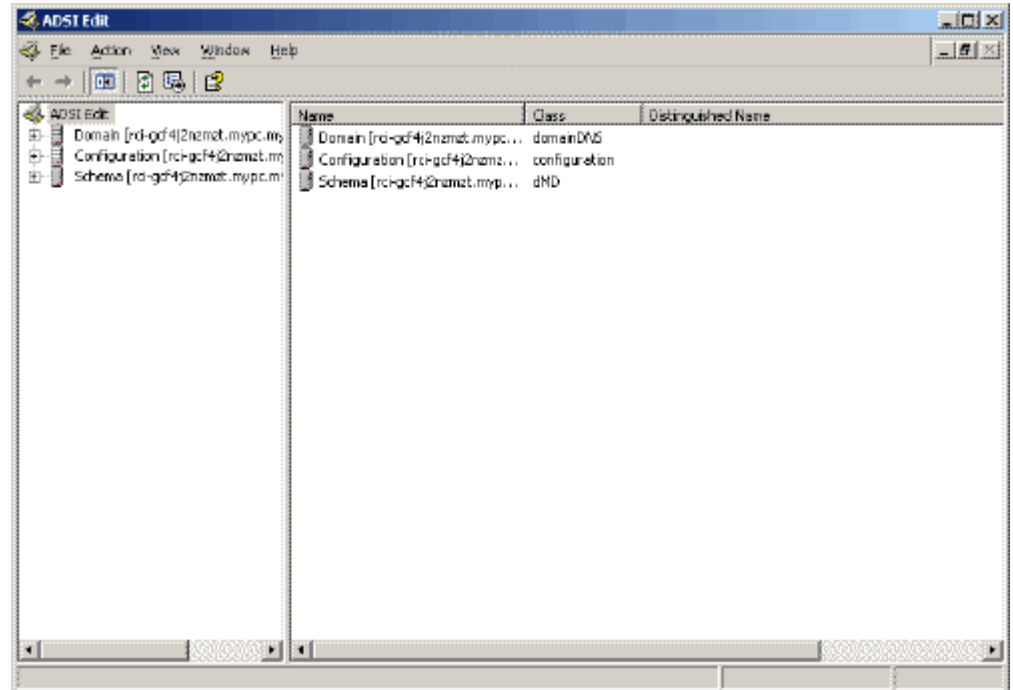 ADSI Edit
File Action View Window Help
ADSI Edit
Domain [rci-gcf4j2nzmzt.mypc.my
Configuration [rci-gcf4j2nzmzt.my
Schema [rci-gcf4j2nzmzt.mypc.m
Name Class Distinguished Name
Domain [rci-gcf4j2nzmzt.mypc... domainDNS
Configuration [rci-gcf4j2nzmz... configuration
Schema [rci-gcf4j2nzmzt.myp... dMD